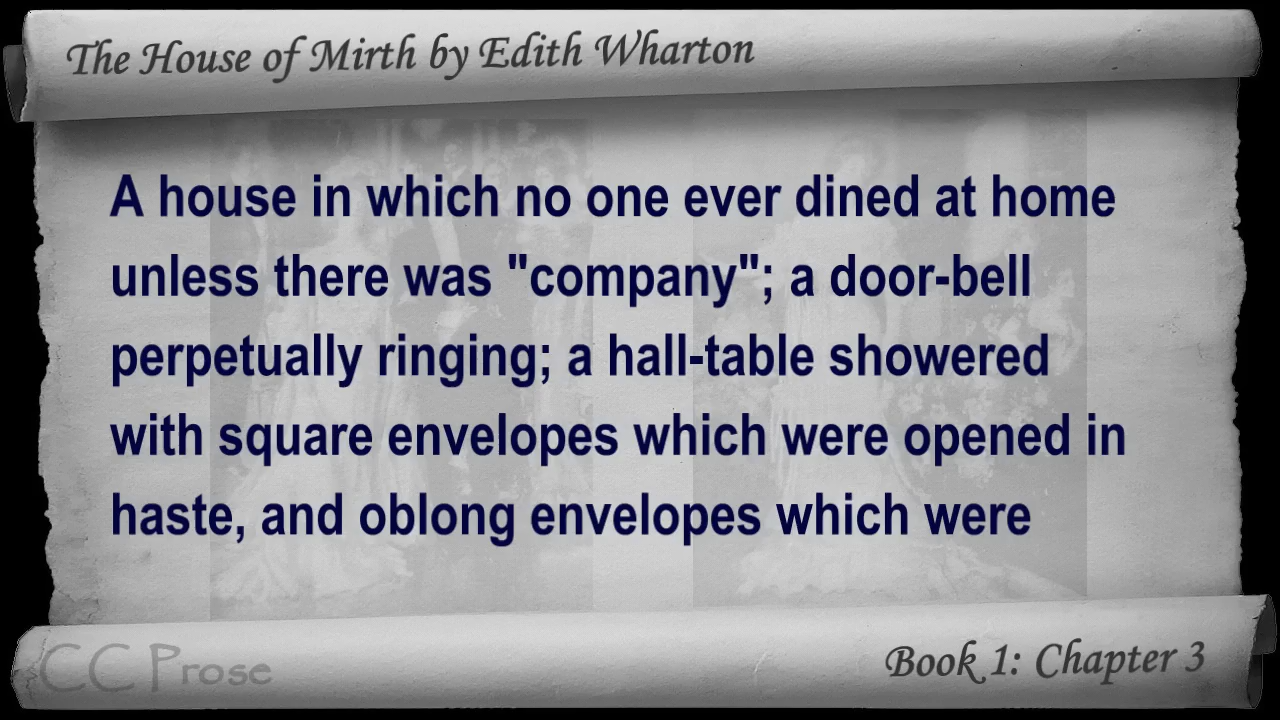 The House of Mirth by Edith Wharton
A house in which no one ever dined at home
unless there was "company"; a door-bell
perpetually ringing; a hall-table showered
with square envelopes which were opened in
haste, and oblong envelopes which were
CC Prose
Book 1: Chapter 3